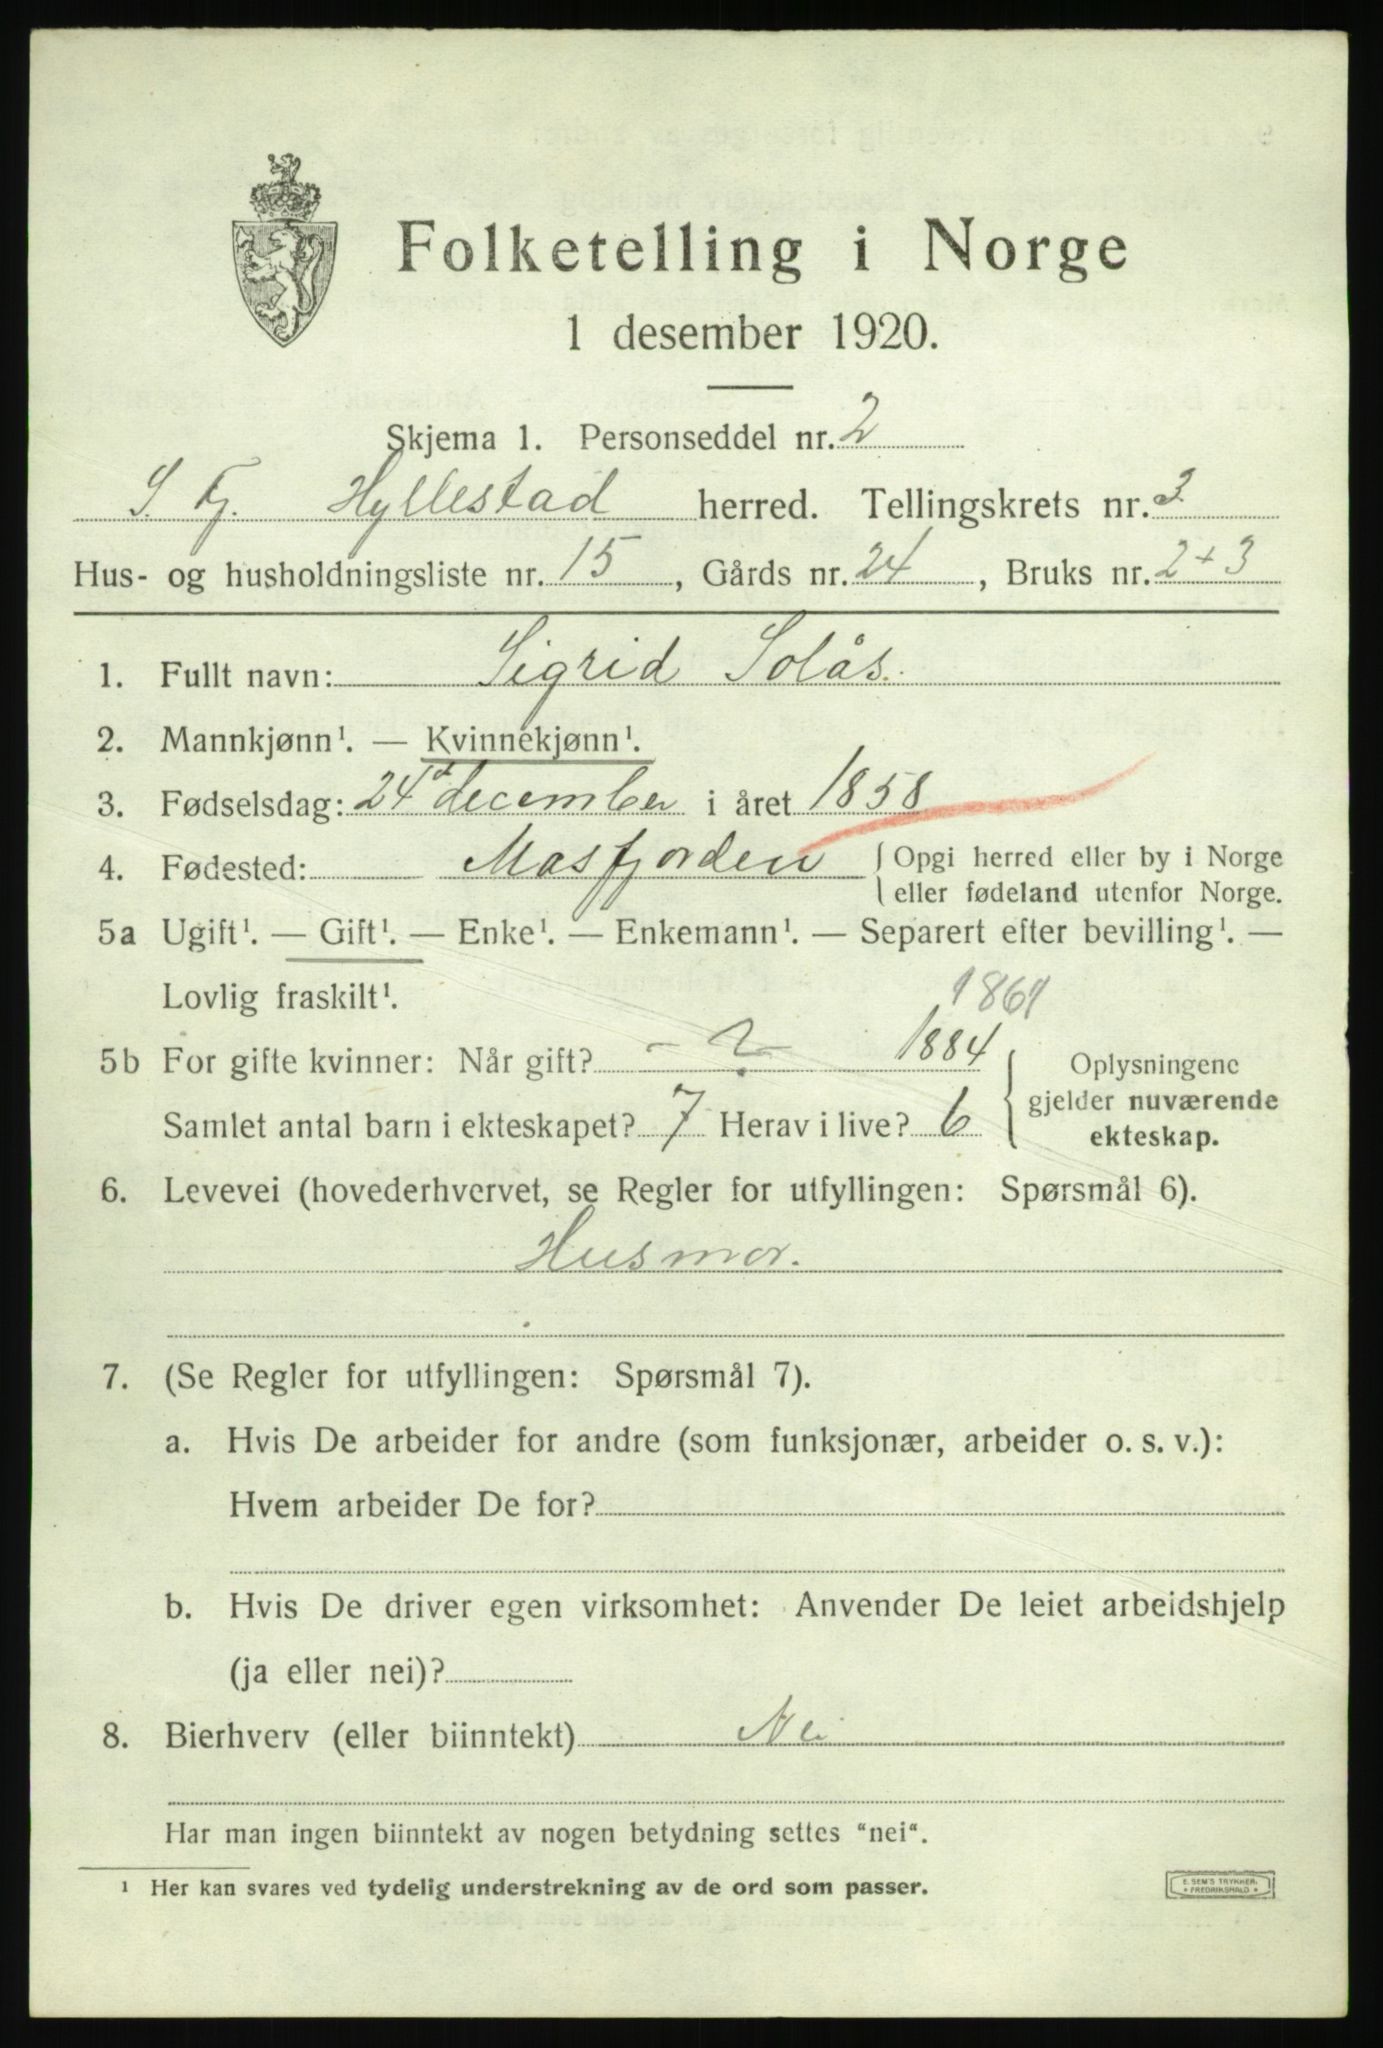 Folketelling i Norge
1 desember 1920.
Skjema 1. Personseddel nr. 2
S. Fj. Hyllestad herred. Tellingskrets nr. 3
Hus- og husholdningsliste nr. 15, Gårds nr. 24, Bruks nr. 2+3
1. Fullt navn: Sigrid Solås.
2. Mannkjønn¹. — Kvinnekjønn¹.
3. Fødselsdag: 24d december i året 1858
4. Fødested: Masfjorden { Opgi herred eller by i Norge
eller fødeland utenfor Norge.
5a Ugift¹. — Gift¹. — Enke¹. — Enkemann¹. — Separert efter bevilling¹. —
Lovlig fraskilt¹.
1861
5b For gifte kvinner: Når gift? - ? - 1884
Samlet antal barn i ekteskapet? 7 Herav i live? 6
{ Oplysningene
gjelder nuværende
ekteskap.
6. Levevei (hovederhvervet, se Regler for utfyllingen: Spørsmål 6).
Husmor.
7. (Se Regler for utfyllingen: Spørsmål 7).
a. Hvis De arbeider for andre (som funksjonær, arbeider o. s. v.):
Hvem arbeider De for?
b. Hvis De driver egen virksomhet: Anvender De leiet arbeidshjelp
(ja eller nei)?
8. Bierhverv (eller biinntekt) Nei
Har man ingen biinntekt av nogen betydning settes "nei".
¹ Her kan svares ved tydelig understrekning av de ord som passer.
E. SEM'S TRYKKERI
• FREDRIKSHALD •